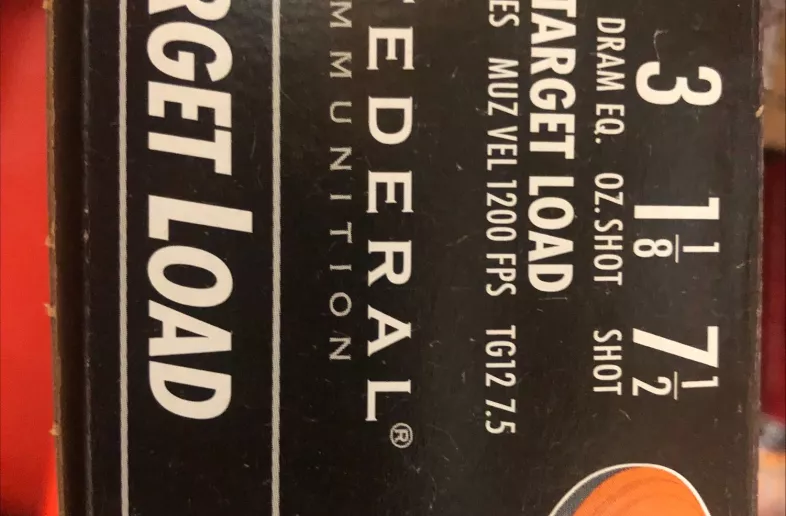 3 1 1/8 7 1/2
DRAM EQ. OZ. SHOT SHOT
TARGET LOAD
MUZ VEL 1200 FPS TG12 7.5
FEDERAL®
AMMUNITION
TARGET LOAD